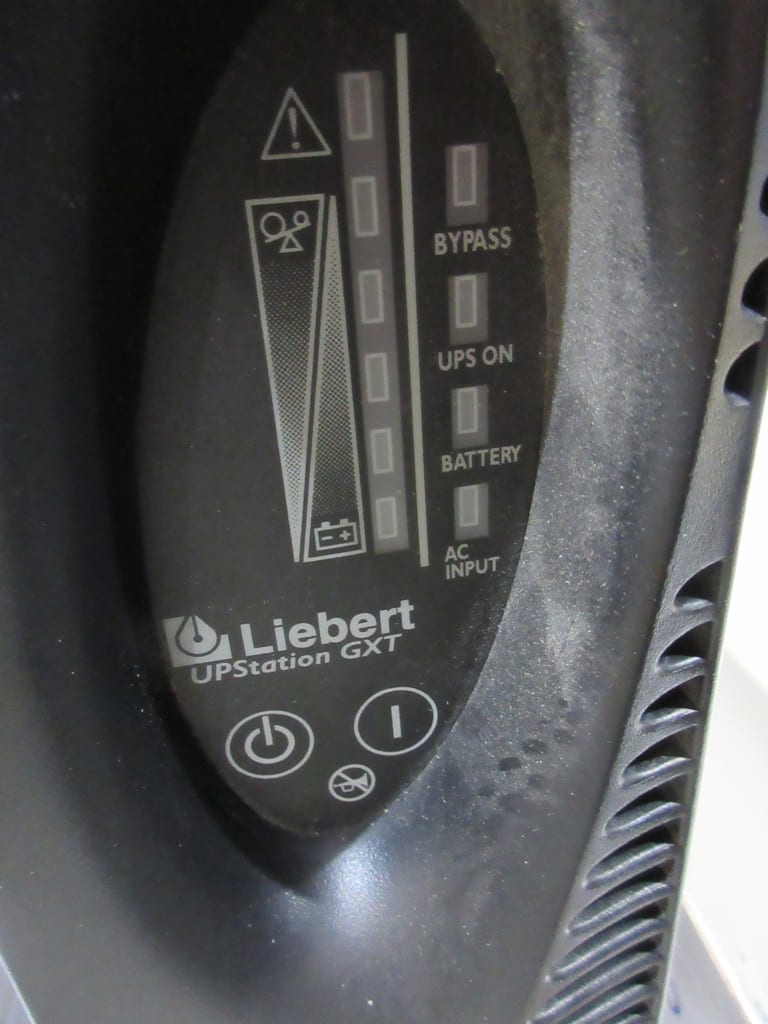 BYPASS
UPS ON
BATTERY
AC
INPUT
Liebert
UPStation GXT